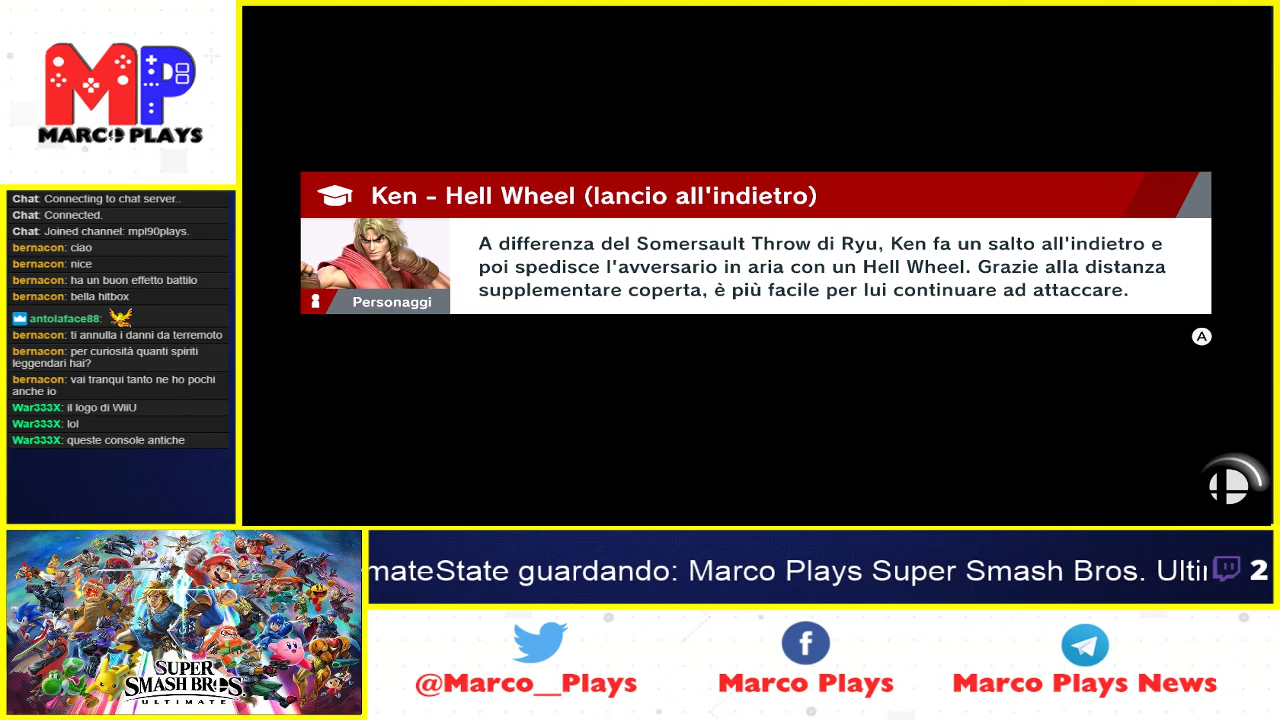 MP
MARCO PLAYS
Chat: Connecting to chat server..
Chat: Connected.
Chat: Joined channel: mpl90plays.
bernacon: ciao
bernacon: nice
bernacon: ha un buon effetto battilo
bernacon: bella hitbox
antolaface88:
bernacon: ti annulla i danni da terremoto
bernacon: per curiosità quanti spiriti
leggendari hai?
bernacon: vai tranqui tanto ne ho pochi
anche io
War333X: il logo di WiiU
War333X: lol
War333X: queste console antiche
Ken - Hell Wheel (lancio all'indietro)
A differenza del Somersault Throw di Ryu, Ken fa un salto all'indietro e
poi spedisce l'avversario in aria con un Hell Wheel. Grazie alla distanza
supplementare coperta, è più facile per lui continuare ad attaccare.
Personaggi
A
SUPER
SMASH BROS.
ULTIMATE
mateState guardando: Marco Plays Super Smash Bros. Ulti
2
@Marco__Plays
Marco Plays
Marco Plays News